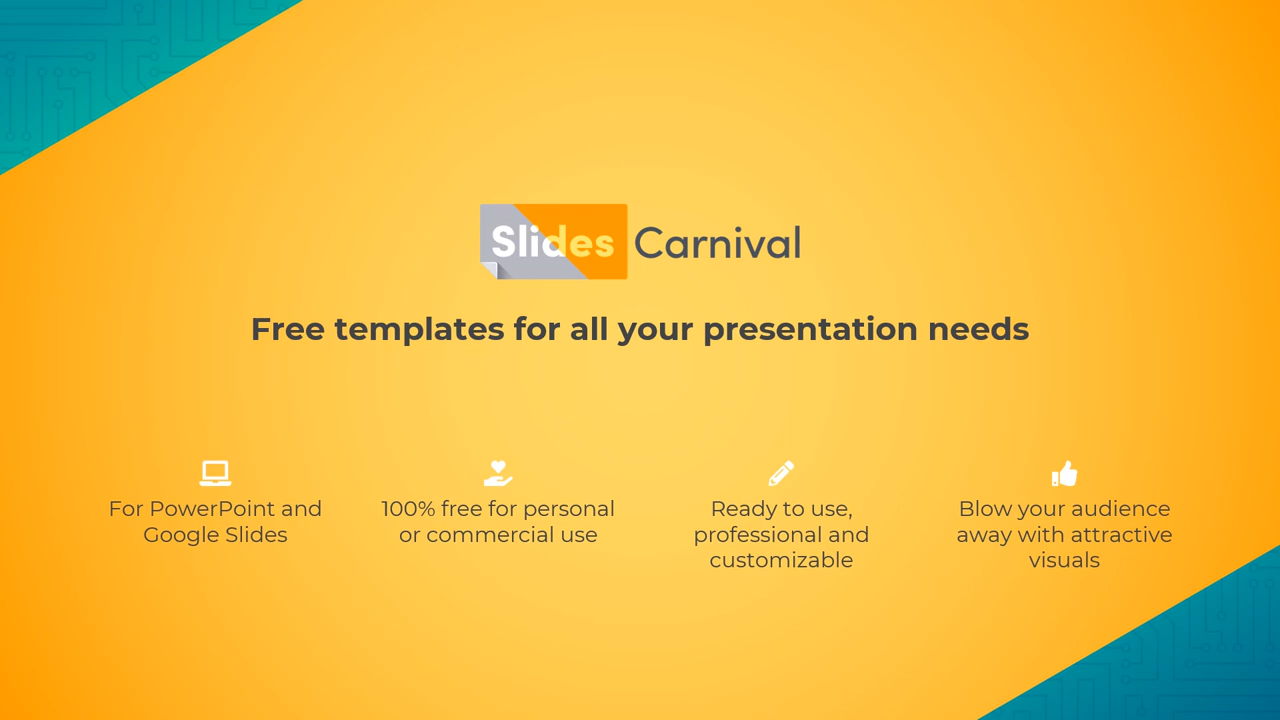 Slides Carnival
Free templates for all your presentation needs
For PowerPoint and
Google Slides
100% free for personal
or commercial use
Ready to use,
professional and
customizable
Blow your audience
away with attractive
visuals